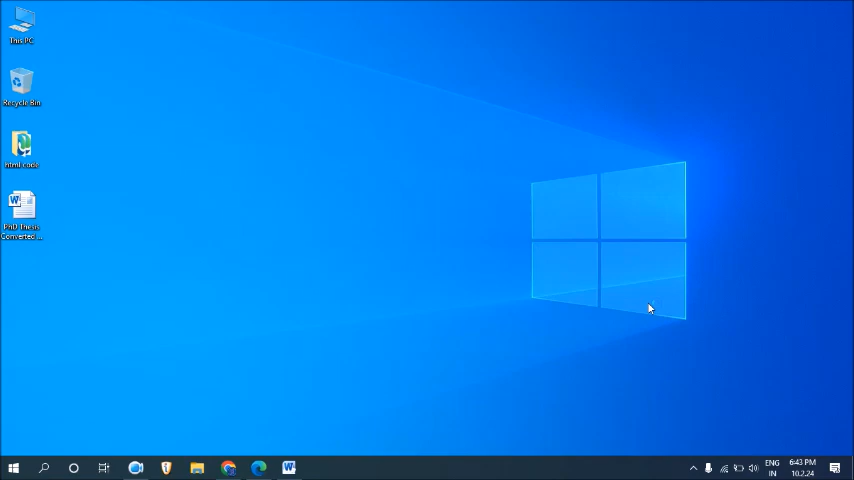 This PC
Recycle Bin
html code
PhD Thesis
Converted ...
ENG
IN
6:43 PM
10.2.24